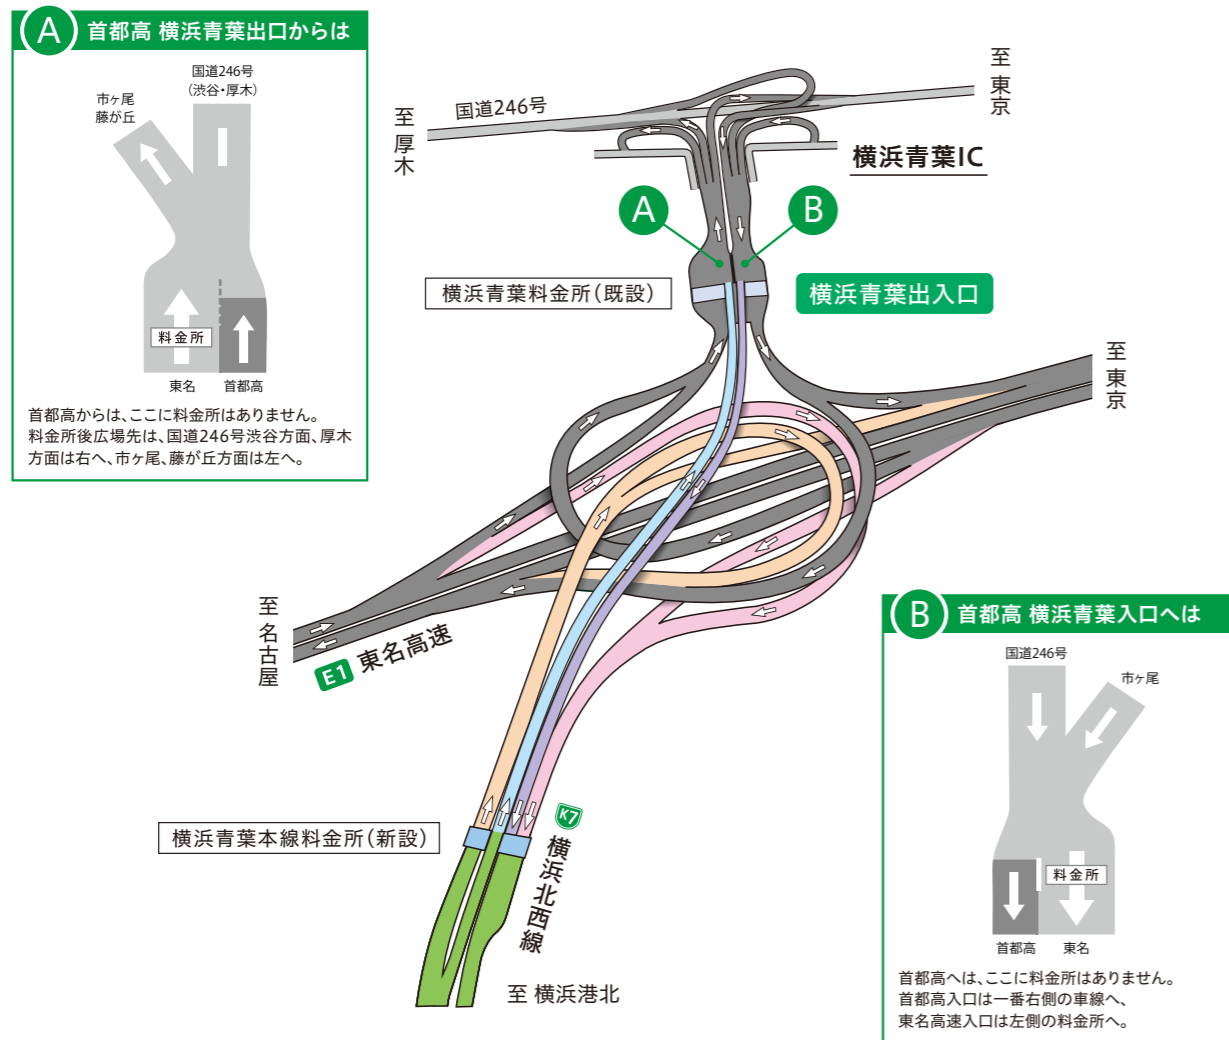 A 首都高 横浜青葉出口からは
国道246号
(渋谷・厚木)
市ヶ尾
藤が丘
料金所
東名
首都高
首都高からは、ここに料金所はありません。
料金所後広場先は、国道246号渋谷方面、厚木
方面は右へ、市ヶ尾、藤が丘方面は左へ。
至 東京
国道246号
至 厚木
横浜青葉IC
A
B
横浜青葉料金所(既設)
横浜青葉出入口
至 東京
至 名古屋
E1 東名高速
K7 横浜北西線
横浜青葉本線料金所(新設)
至 横浜港北
B 首都高 横浜青葉入口へは
国道246号
市ヶ尾
料金所
首都高
東名
首都高へは、ここに料金所はありません。
首都高入口は一番右側の車線へ、
東名高速入口は左側の料金所へ。